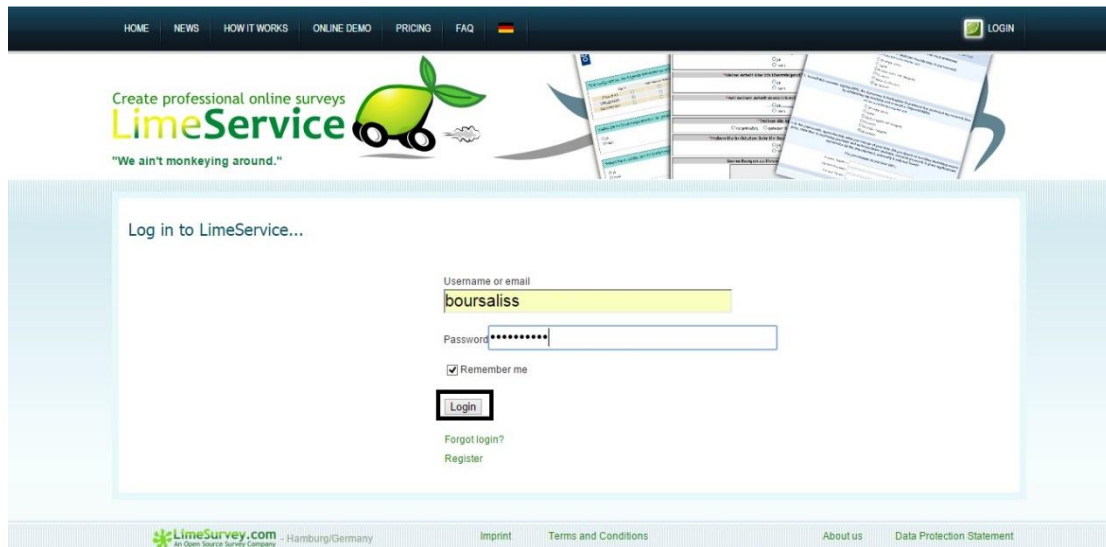 HOME NEWS HOW IT WORKS ONLINE DEMO PRICING FAQ LOGIN
Create professional online surveys
LimeService
"We ain't monkeying around."
Log in to LimeService...
Username or email
boursaliss
Password ••••••••••
Remember me
Login
Forgot login?
Register
LimeSurvey.com - Hamburg/Germany Imprint Terms and Conditions About us Data Protection Statement
An Open Source Survey Company